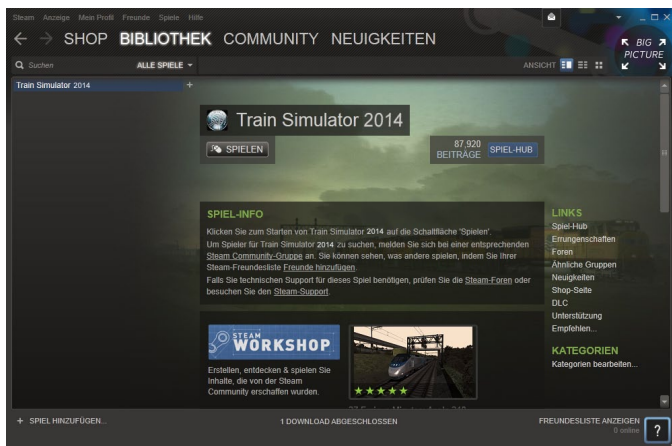 Steam Anzeige Mein Profil Freunde Spiele Hilfe
SHOP BIBLIOTHEK COMMUNITY NEUIGKEITEN
BIG PICTURE
Suchen ALLE SPIELE
ANSICHT
Train Simulator 2014 +
Train Simulator 2014
SPIELEN
87,920 BEITRÄGE
SPIEL-HUB
SPIEL-INFO
Klicken Sie zum Starten von Train Simulator 2014 auf die Schaltfläche 'Spielen'.
Um Spieler für Train Simulator 2014 zu suchen, melden Sie sich bei einer entsprechenden
Steam Community-Gruppe an. Sie können sehen, was andere spielen, indem Sie Ihrer
Steam-Freundesliste Freunde hinzufügen.
Falls Sie technischen Support für dieses Spiel benötigen, prüfen Sie die Steam-Foren oder
besuchen Sie den Steam-Support.
LINKS
Spiel-Hub
Errungenschaften
Foren
Ähnliche Gruppen
Neuigkeiten
Shop-Seite
DLC
Unterstützung
Empfehlen...
KATEGORIEN
Kategorien bearbeiten...
STEAM
WORKSHOP
Erstellen, entdecken & spielen Sie
Inhalte, die von der Steam
Community erschaffen wurden.
+ SPIEL HINZUFÜGEN...
1 DOWNLOAD ABGESCHLOSSEN
FREUNDESLISTE ANZEIGEN
0 online
?